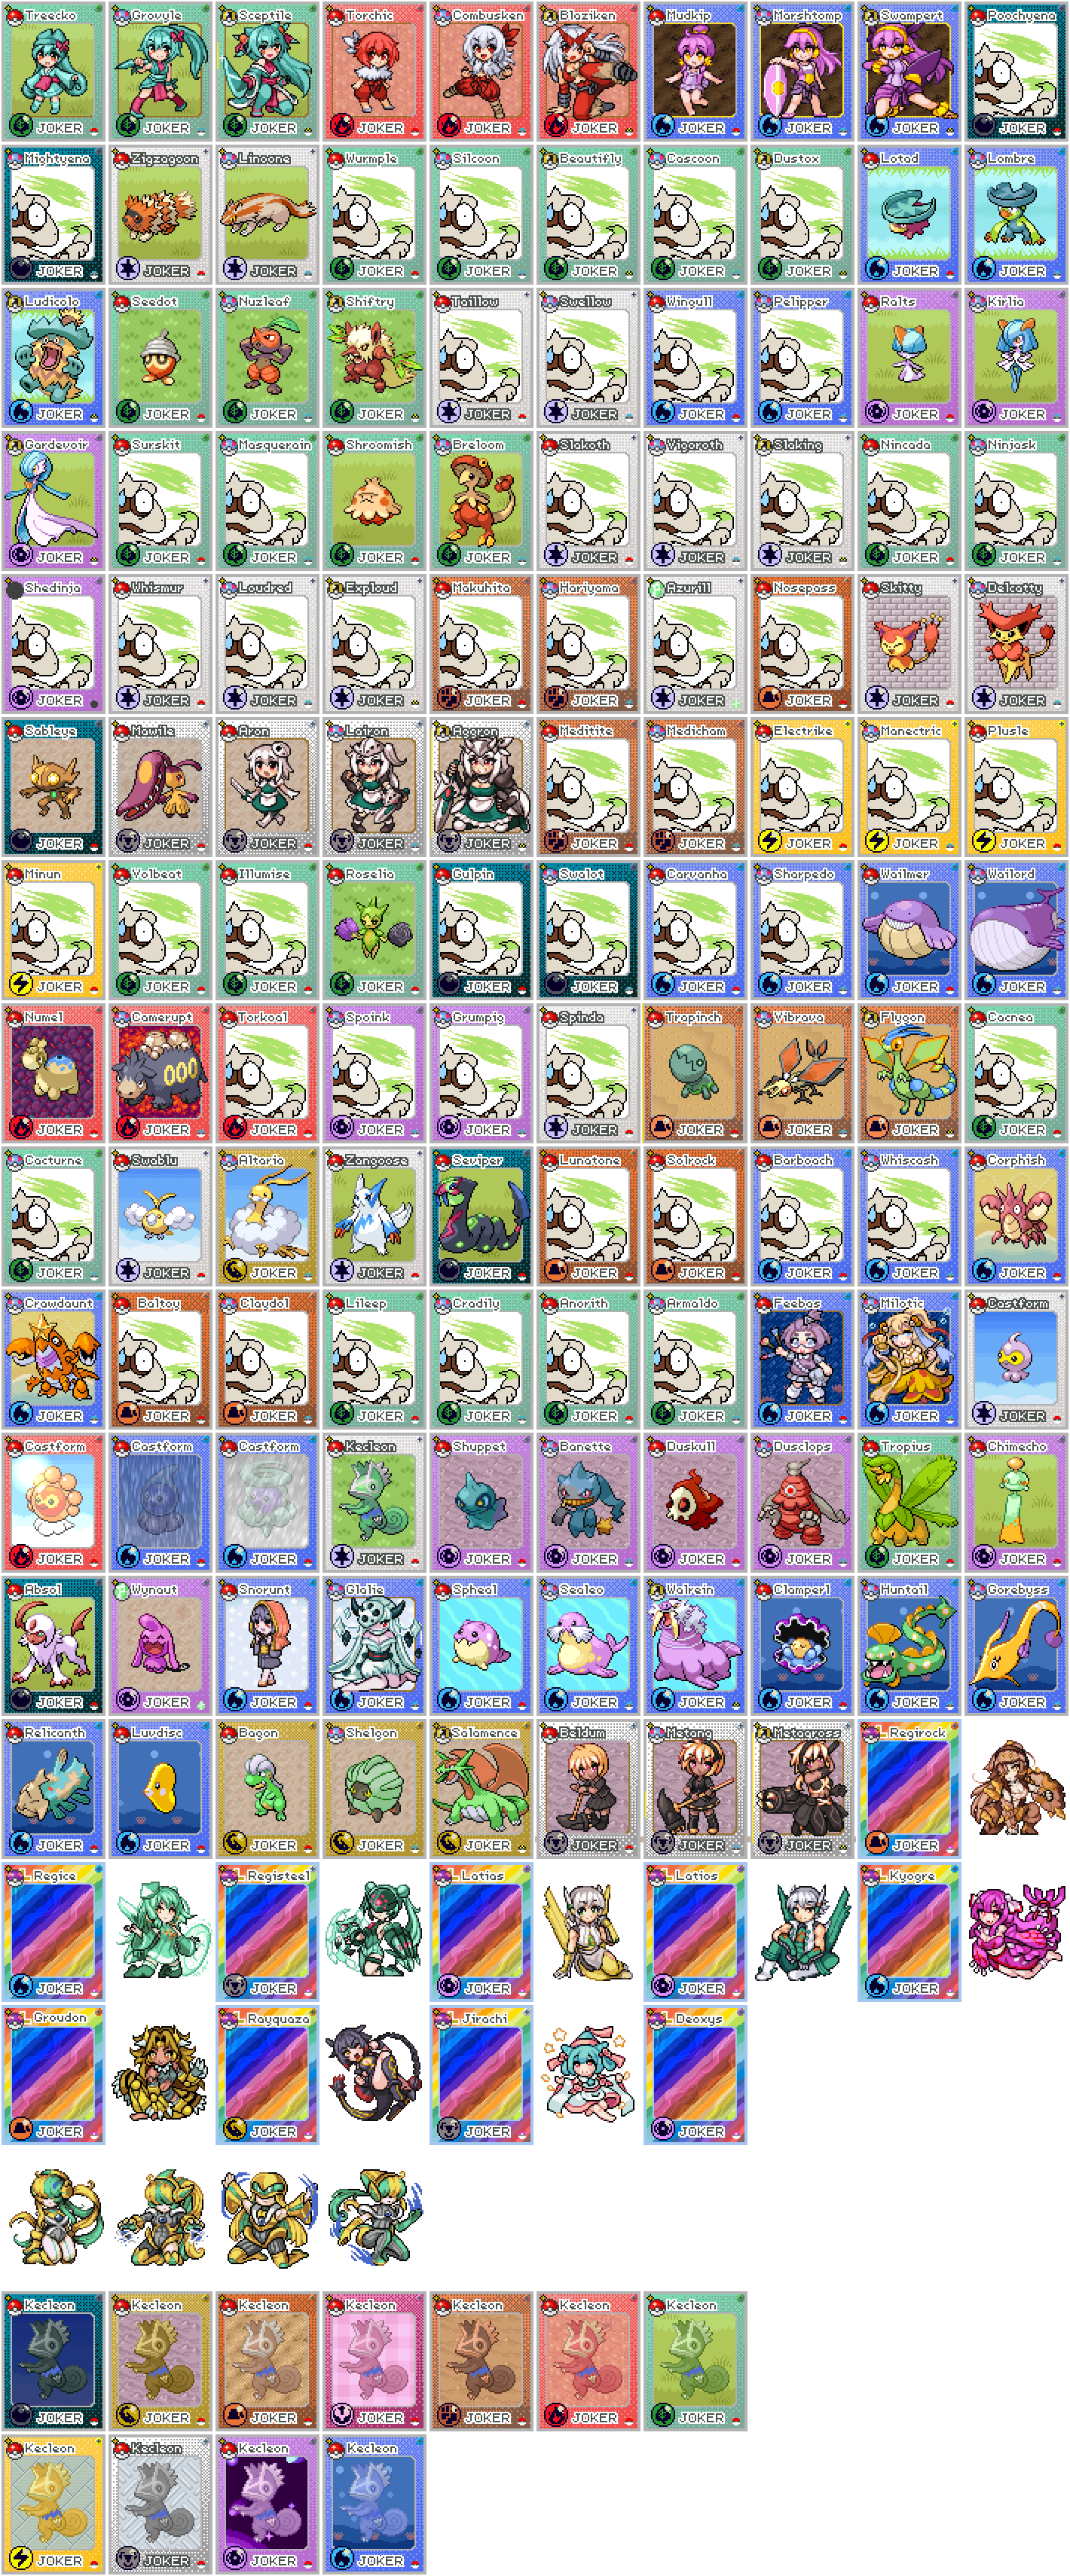 Treecko Grovyle Sceptile Torchic Combusken Blaziken Mudkip Marshtomp Swampert Poochyena
JOKER JOKER JOKER JOKER JOKER JOKER JOKER JOKER JOKER JOKER
Mightyena Zigzagoon Linoone Wurmple Silcoon Beautifly Cascoon Dustox Lotad Lombre
JOKER JOKER JOKER JOKER JOKER JOKER JOKER JOKER JOKER JOKER
Ludicolo Seedot Nuzleaf Shiftry Taillow Swellow Wingull Pelipper Ralts Kirlia
JOKER JOKER JOKER JOKER JOKER JOKER JOKER JOKER JOKER JOKER
Gardevoir Surskit Masquerain Shroomish Breloom Slakoth Vigoroth Slaking Nincada Ninjask
JOKER JOKER JOKER JOKER JOKER JOKER JOKER JOKER JOKER JOKER
Shedinja Whismur Loudred Exploud Makuhita Hariyama Azurill Nosepass Skitty Delcatty
JOKER JOKER JOKER JOKER JOKER JOKER JOKER JOKER JOKER JOKER
Sableye Mawile Aron Lairon Aggron Meditite Medicham Electrike Manectric Plusle
JOKER JOKER JOKER JOKER JOKER JOKER JOKER JOKER JOKER JOKER
Minun Volbeat Illumise Roselia Gulpin Swalot Carvanha Sharpedo Wailmer Wailord
JOKER JOKER JOKER JOKER JOKER JOKER JOKER JOKER JOKER JOKER
Numel Camerupt Torkoal Spoink Grumpig Spinda Trapinch Vibrava Flygon Cacnea
JOKER JOKER JOKER JOKER JOKER JOKER JOKER JOKER JOKER JOKER
Cacturne Swablu Altaria Zangoose Seviper Lunatone Solrock Barboach Whiscash Corphish
JOKER JOKER JOKER JOKER JOKER JOKER JOKER JOKER JOKER JOKER
Crawdaunt Baltoy Claydol Lileep Cradily Anorith Armaldo Feebas Milotic Castform
JOKER JOKER JOKER JOKER JOKER JOKER JOKER JOKER JOKER JOKER
Castform Castform Castform Kecleon Shuppet Banette Duskull Dusclops Tropius Chimecho
JOKER JOKER JOKER JOKER JOKER JOKER JOKER JOKER JOKER JOKER
Absol Wynaut Snorunt Glalie Spheal Sealeo Walrein Clamperl Huntail Gorebyss
JOKER JOKER JOKER JOKER JOKER JOKER JOKER JOKER JOKER JOKER
Relicanth Luvdisc Bagon Shelgon Salamence Beldum Metang Metagross Regirock
JOKER JOKER JOKER JOKER JOKER JOKER JOKER JOKER JOKER
Regice Registeel Latias Latios Kyogre
JOKER JOKER JOKER JOKER JOKER
Groudon Rayquaza Jirachi Deoxys
JOKER JOKER JOKER JOKER
Kecleon Kecleon Kecleon Kecleon Kecleon Kecleon Kecleon
JOKER JOKER JOKER JOKER JOKER JOKER JOKER
Kecleon Kecleon Kecleon Kecleon
JOKER JOKER JOKER JOKER